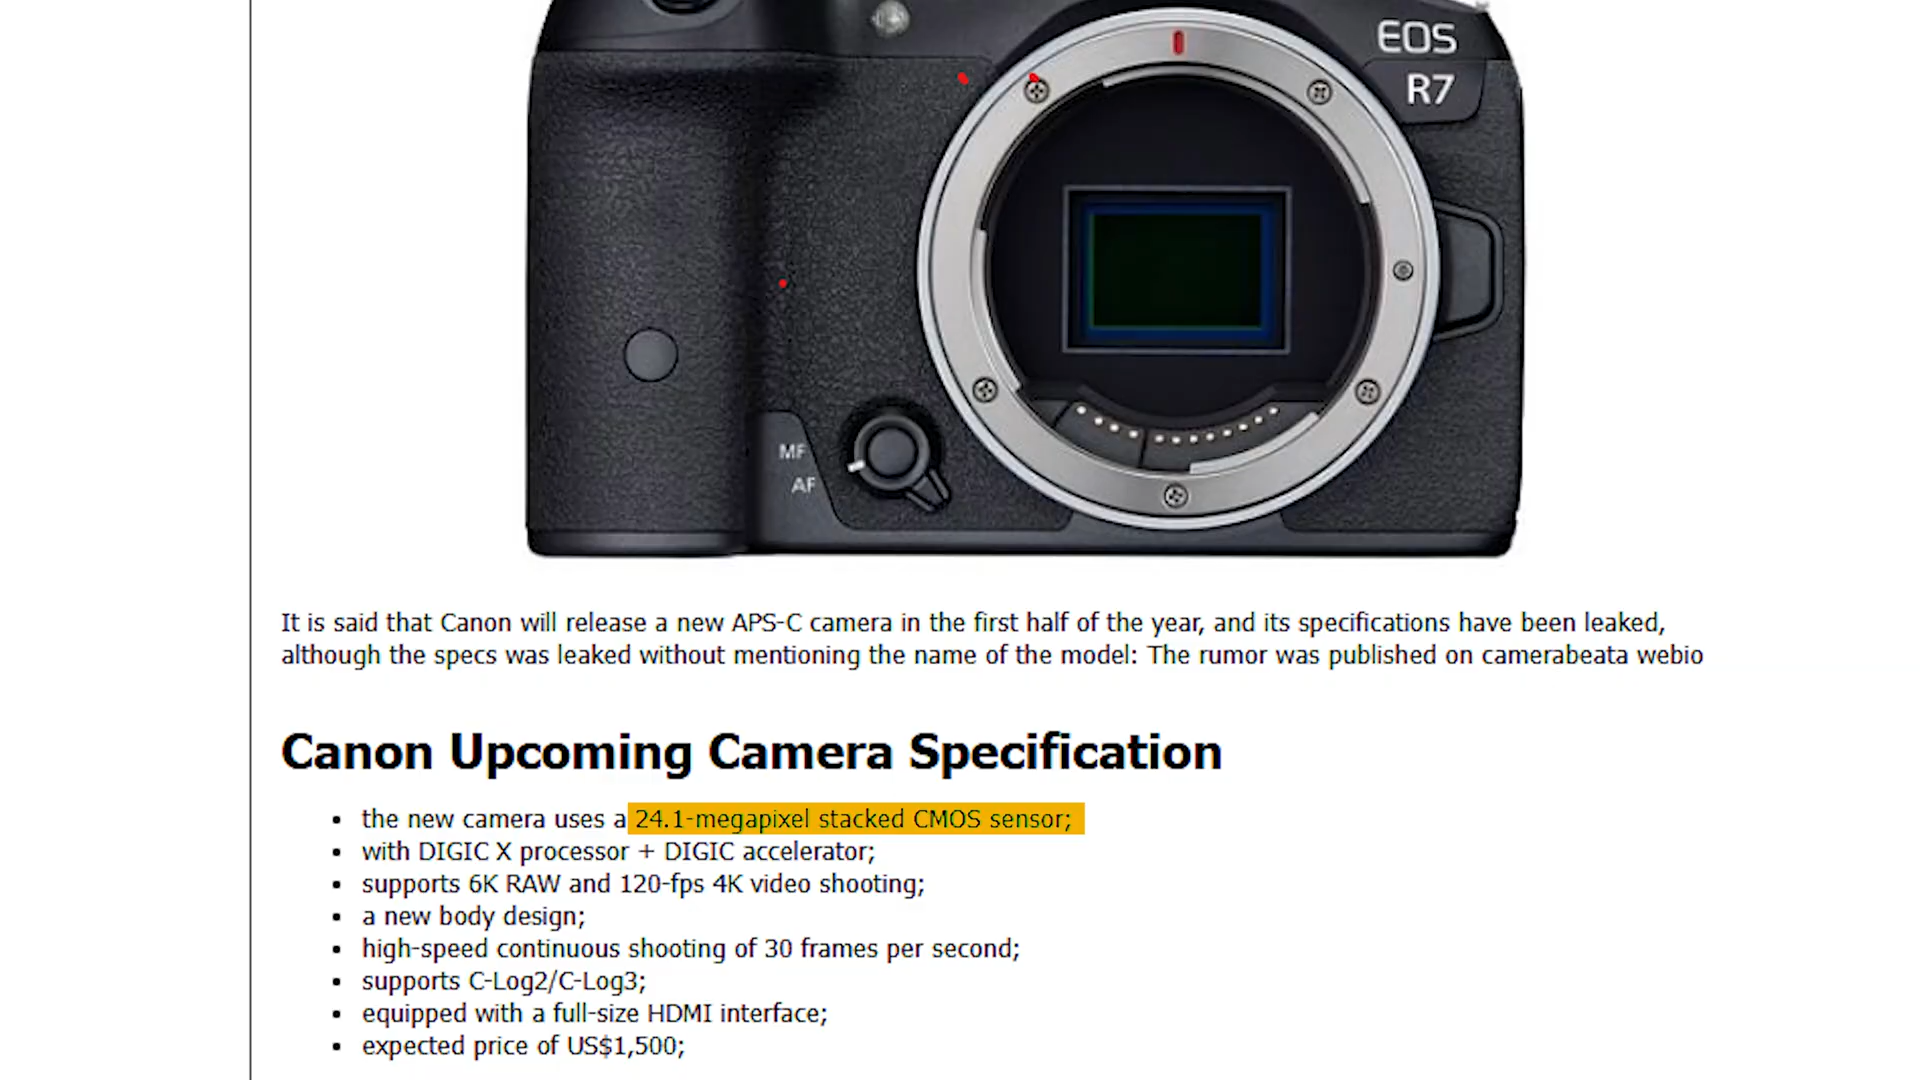 EOS
R7
MF
AF
It is said that Canon will release a new APS-C camera in the first half of the year, and its specifications have been leaked,
although the specs was leaked without mentioning the name of the model: The rumor was published on camerabeata webio
Canon Upcoming Camera Specification
• the new camera uses a 24.1-megapixel stacked CMOS sensor;
• with DIGIC X processor + DIGIC accelerator;
• supports 6K RAW and 120-fps 4K video shooting;
• a new body design;
• high-speed continuous shooting of 30 frames per second;
• supports C-Log2/C-Log3;
• equipped with a full-size HDMI interface;
• expected price of US$1,500;